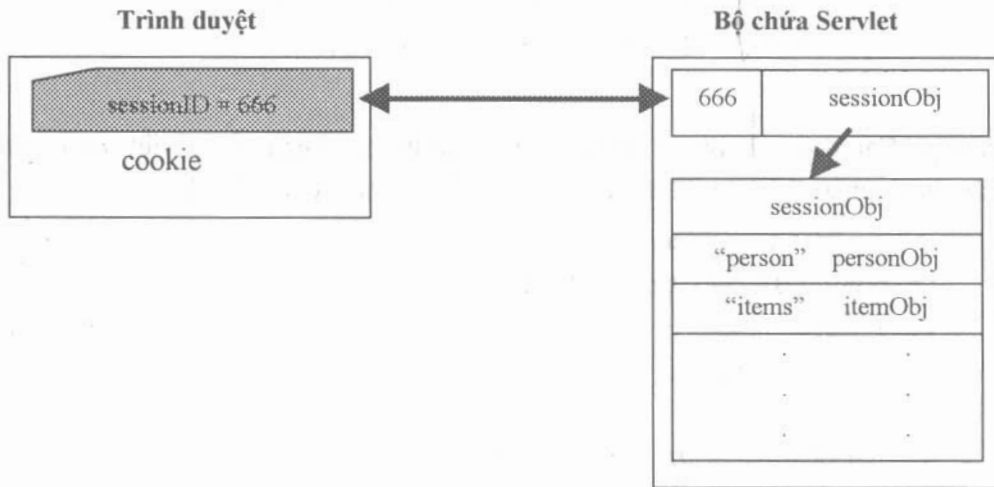 Trình duyệt
Bộ chứa Servlet
sessionID = 666
cookie
666 sessionObj
sessionObj
“person” personObj
“items” itemObj
. .
. .
. .